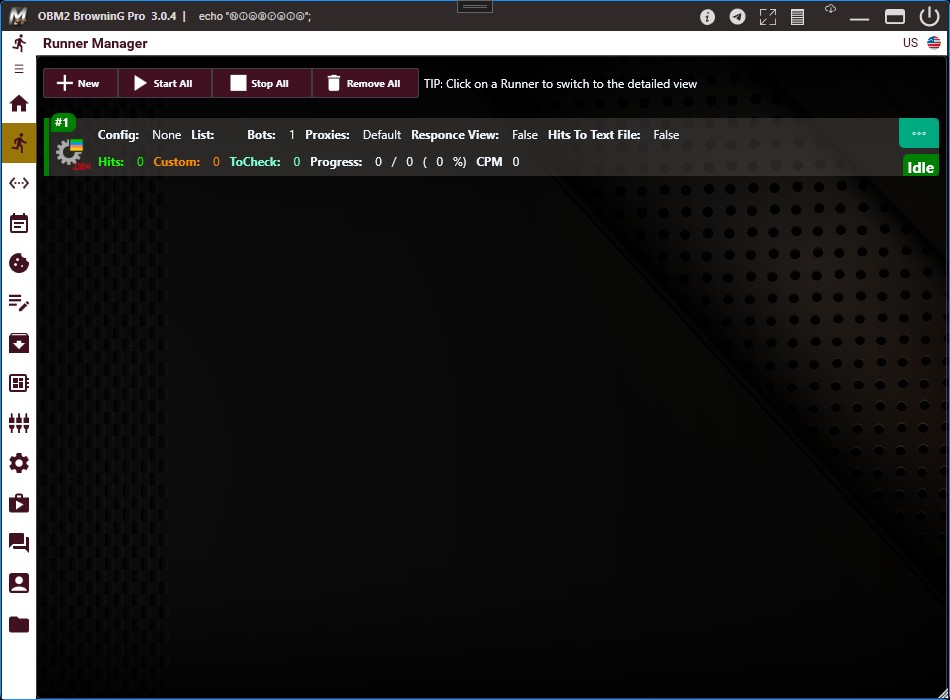 OBM2 BrowninG Pro 3.0.4 |
Runner Manager
US
New
Start All
Stop All
Remove All
TIP: Click on a Runner to switch to the detailed view
#1
Config: None List: Bots: 1 Proxies: Default Responce View: False Hits To Text File: False
...
Hits: 0 Custom: 0 ToCheck: 0 Progress: 0 / 0 ( 0 %) CPM 0
Idle